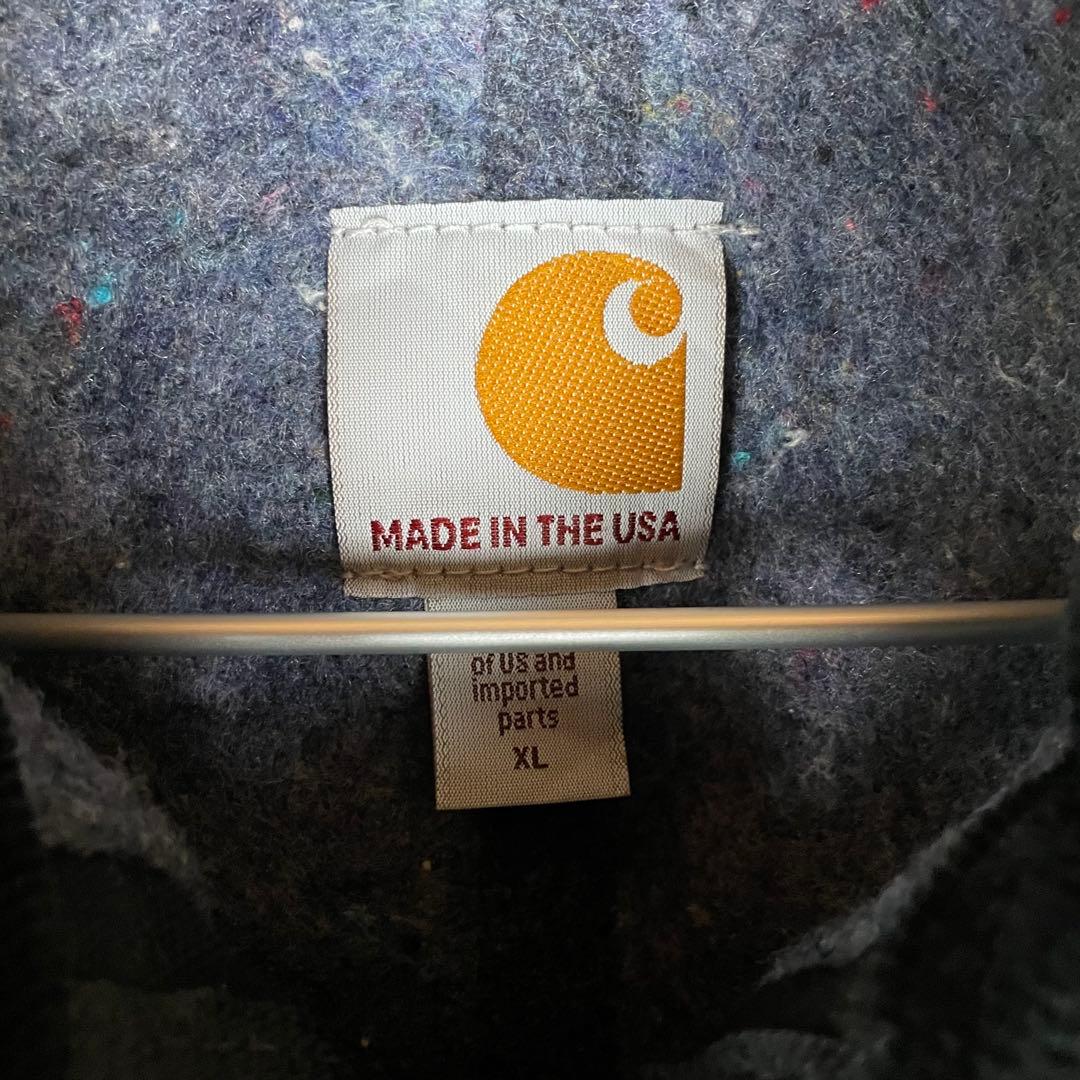 MADE IN THE USA
of US and
imported
parts
XL